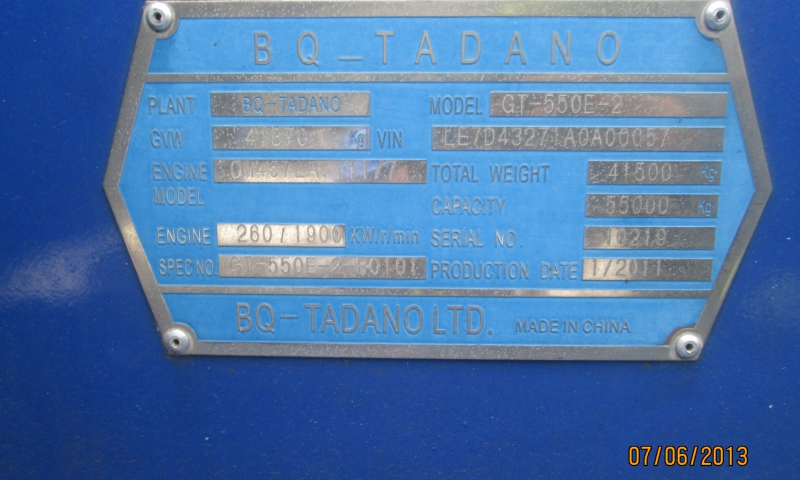 BQ-TADANO
PLANT BQ-TADANO MODEL GT-550E-2
GVW Kg VIN LE7D43271A0A00057
ENGINE MODEL TOTAL WEIGHT 41500 Kg
CAPACITY 55000 Kg
ENGINE 260/1900 KW/r/min SERIAL NO. 10219
SPEC NO. PRODUCTION DATE 1/2011
BQ-TADANO LTD. MADE IN CHINA
07/06/2013